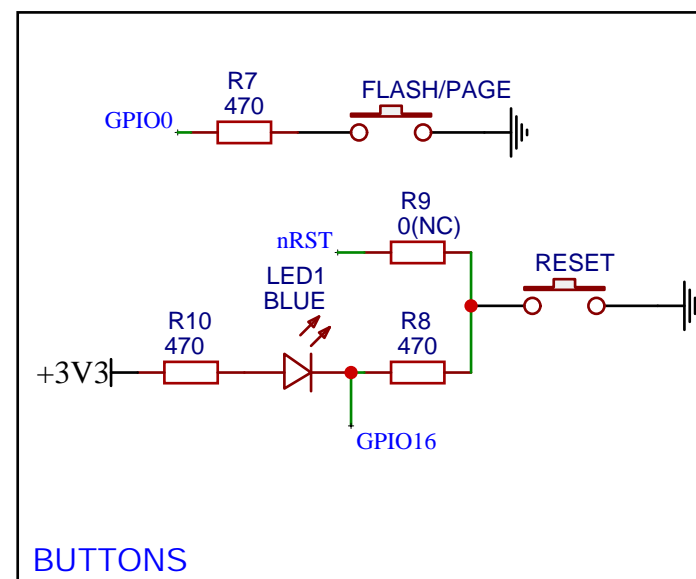 R7
470
GPIO0
FLASH/PAGE
R9
0(NC)
nRST
RESET
LED1
BLUE
R10
470
R8
470
+3V3
GPIO16
BUTTONS